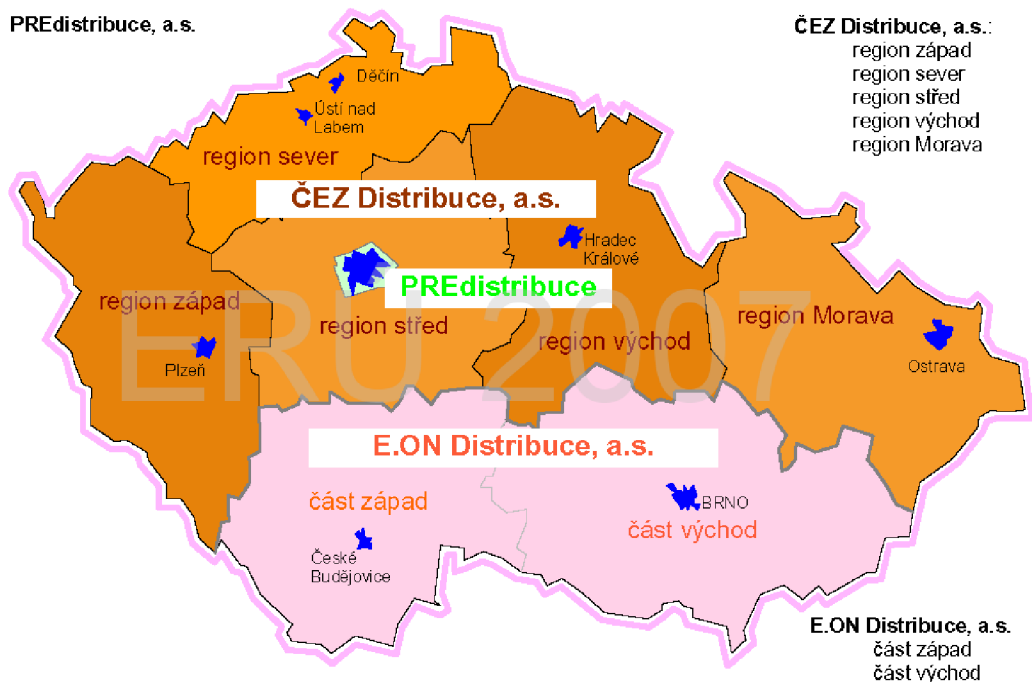 PREdistribuce, a.s.
ČEZ Distribuce, a.s.:
region západ
region sever
region střed
region východ
region Morava
Děčín
Ústí nad
Labem
region sever
ČEZ Distribuce, a.s.
Hradec
Králové
PREdistribuce
region západ
region střed
region východ
region Morava
ERU 2007
Plzeň
Ostrava
E.ON Distribuce, a.s.
část západ
BRNO
část východ
České
Budějovice
E.ON Distribuce, a.s.
část západ
část východ